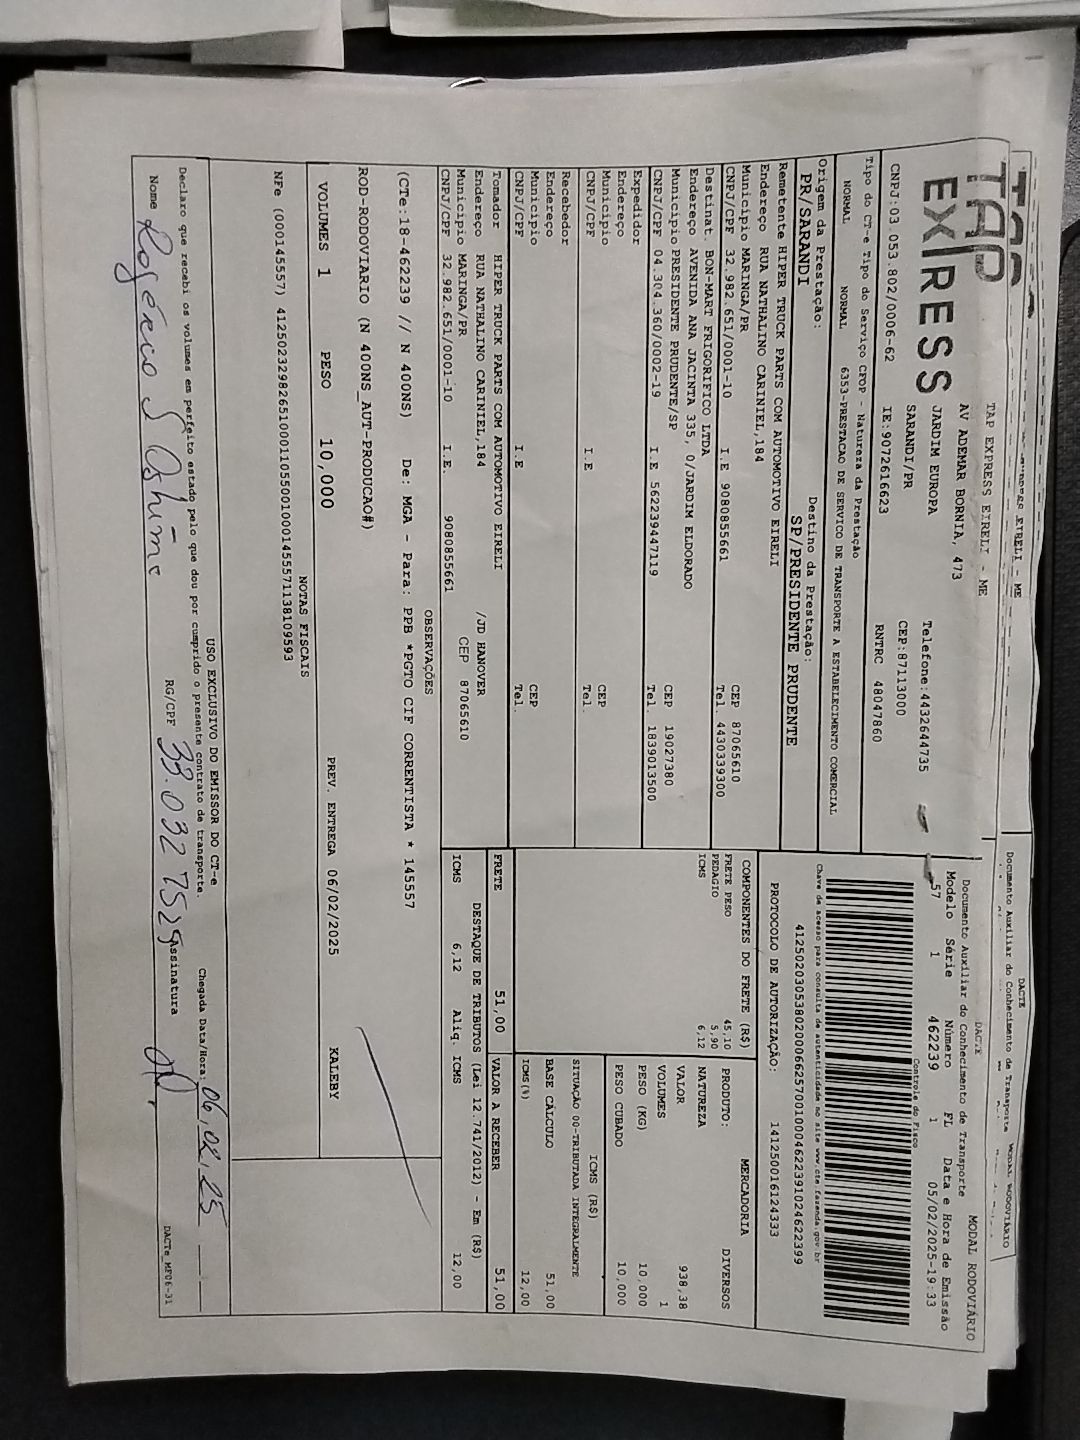 TAP EXPRESS EIRELI - ME
AV ADEMAR BORNIA, 473
JARDIM EUROPA
SARANDI/PR
Telefone:4432644735
CEP:87113000
TAP
EX/RESS
CNPJ:03.053.802/0006-62 IE:9072616623 RNTRC 48047860
Tipo do CT-e Tipo do Serviço CFOP - Natureza da Prestação
NORMAL NORMAL 6353-PRESTACAO DE SERVICO DE TRANSPORTE A ESTABELECIMENTO COMERCIAL
Origem da Prestação: Destino da Prestação:
PR/SARANDI SP/PRESIDENTE PRUDENTE
Remetente HIPER TRUCK PARTS COM AUTOMOTIVO EIRELI
Endereço RUA NATHALINO CARINIEL,184
Município MARINGA/PR CEP 87065610
CNPJ/CPF 32.982.651/0001-10 I.E. 9080855661 Tel. 4430339300
Destinat. BON-MART FRIGORIFICO LTDA
Endereço AVENIDA ANA JACINTA 335, 0/JARDIM ELDORADO
Município PRESIDENTE PRUDENTE/SP CEP 19027380
CNPJ/CPF 04.304.360/0002-19 I.E 562239447119 Tel. 1839013500
Expedidor
Endereço
Município CEP
CNPJ/CPF I.E Tel.
Recebedor
Endereço
Município CEP
CNPJ/CPF I.E Tel.
Tomador HIPER TRUCK PARTS COM AUTOMOTIVO EIRELI
Endereço RUA NATHALINO CARINIEL,184 /JD HANOVER
Município MARINGA/PR CEP 87065610
CNPJ/CPF 32.982.651/0001-10 I.E. 9080855661
DACTE MODAL RODOVIÁRIO
Documento Auxiliar do Conhecimento de Transporte
Modelo Série Número FL Data e Hora de Emissão
57 1 462239 1 05/02/2025-19:33
Controle do Fisco
Chave de acesso para consulta de autenticidade no site www.cte.fazenda.gov.br
41250203053802000662570010004622391024622399
PROTOCOLO DE AUTORIZAÇÃO: 141250016124333
COMPONENTES DO FRETE (R$)
FRETE PESO 45,10
PEDAGIO 5,90
ICMS 6,12
MERCADORIA
PRODUTO: DIVERSOS
NATUREZA
VALOR 938,38
VOLUMES 1
PESO (KG) 10,000
PESO CUBADO 10,000
ICMS (R$)
SITUAÇÃO 00-TRIBUTADA INTEGRALMENTE
BASE CÁLCULO 51,00
ICMS(%) 12,00
FRETE 51,00 VALOR A RECEBER 51,00
DESTAQUE DE TRIBUTOS (Lei 12.741/2012) - Em (R$)
ICMS 6,12 Aliq. ICMS 12,00
OBSERVAÇÕES
(CTe:18-462239 // N 400NS) De: MGA - Para: PPB *PGTO CIF CORRENTISTA * 145557
ROD-RODOVIARIO (N 400NS_AUT-PRODUCAO#)
VOLUMES 1 PESO 10,000 PREV. ENTREGA 06/02/2025 KALEBY
NOTAS FISCAIS
NFe (000145557) 41250232982651000110550010001455571138109593
USO EXCLUSIVO DO EMISSOR DO CT-e
Declaro que recebi os volumes em perfeito estado pelo que dou por cumprido o presente contrato de transporte. Chegada Data/Hora: 06,02,25
Nome Rogério S Oshima RG/CPF 33.032 752 Assinatura
DACTe_MF06-31